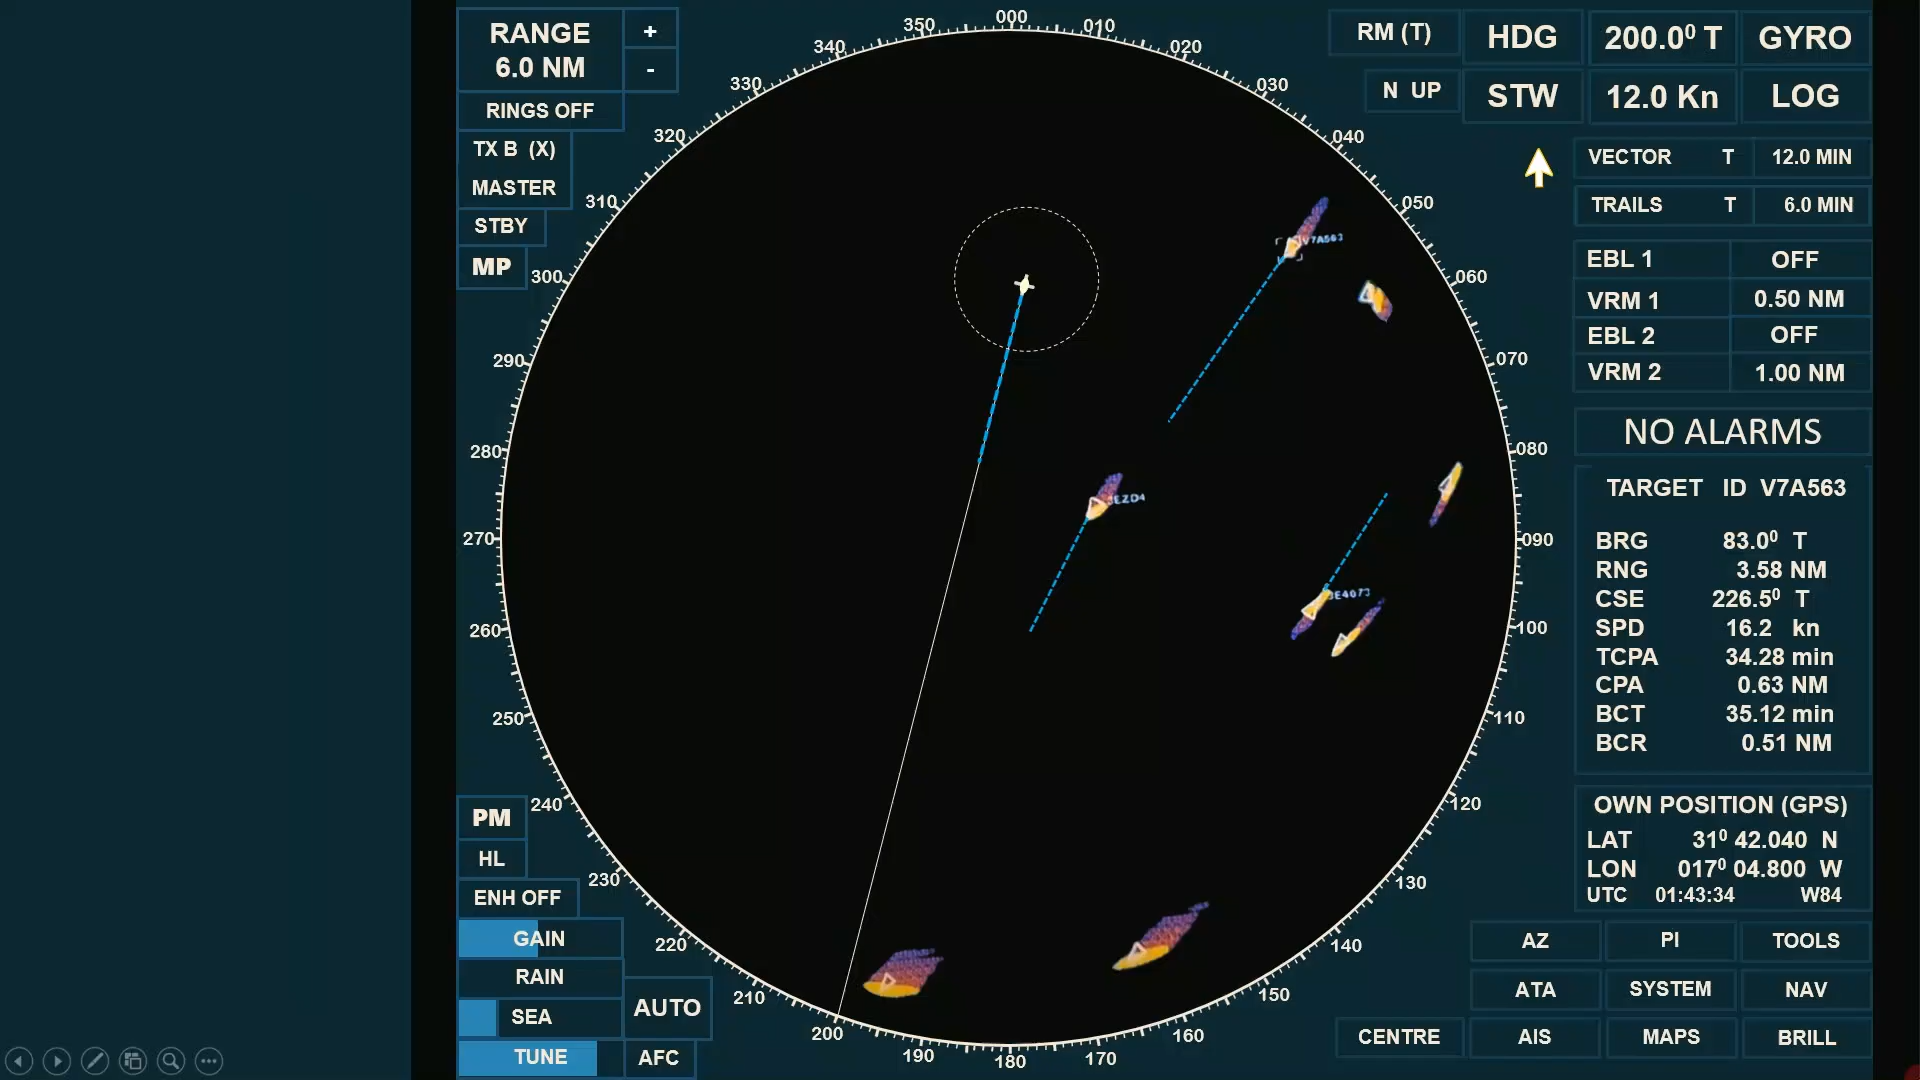 RANGE
6.0 NM
+
-
RINGS OFF
TX B (X)
MASTER
STBY
MP
RM (T)
HDG
200.0⁰ T
GYRO
N UP
STW
12.0 Kn
LOG
VECTOR T 12.0 MIN
TRAILS T 6.0 MIN
EBL 1 OFF
VRM 1 0.50 NM
EBL 2 OFF
VRM 2 1.00 NM
NO ALARMS
TARGET ID V7A563
BRG 83.0⁰ T
RNG 3.58 NM
CSE 226.5⁰ T
SPD 16.2 kn
TCPA 34.28 min
CPA 0.63 NM
BCT 35.12 min
BCR 0.51 NM
OWN POSITION (GPS)
LAT 31⁰ 42.040 N
LON 017⁰ 04.800 W
UTC 01:43:34 W84
AZ
PI
TOOLS
ATA
SYSTEM
NAV
CENTRE
AIS
MAPS
BRILL
PM
HL
ENH OFF
GAIN
RAIN
SEA
AUTO
TUNE
AFC
000
010
020
030
040
050
060
070
080
090
100
110
120
130
140
150
160
170
180
190
200
210
220
230
240
250
260
270
280
290
300
310
320
330
340
350
V7A563